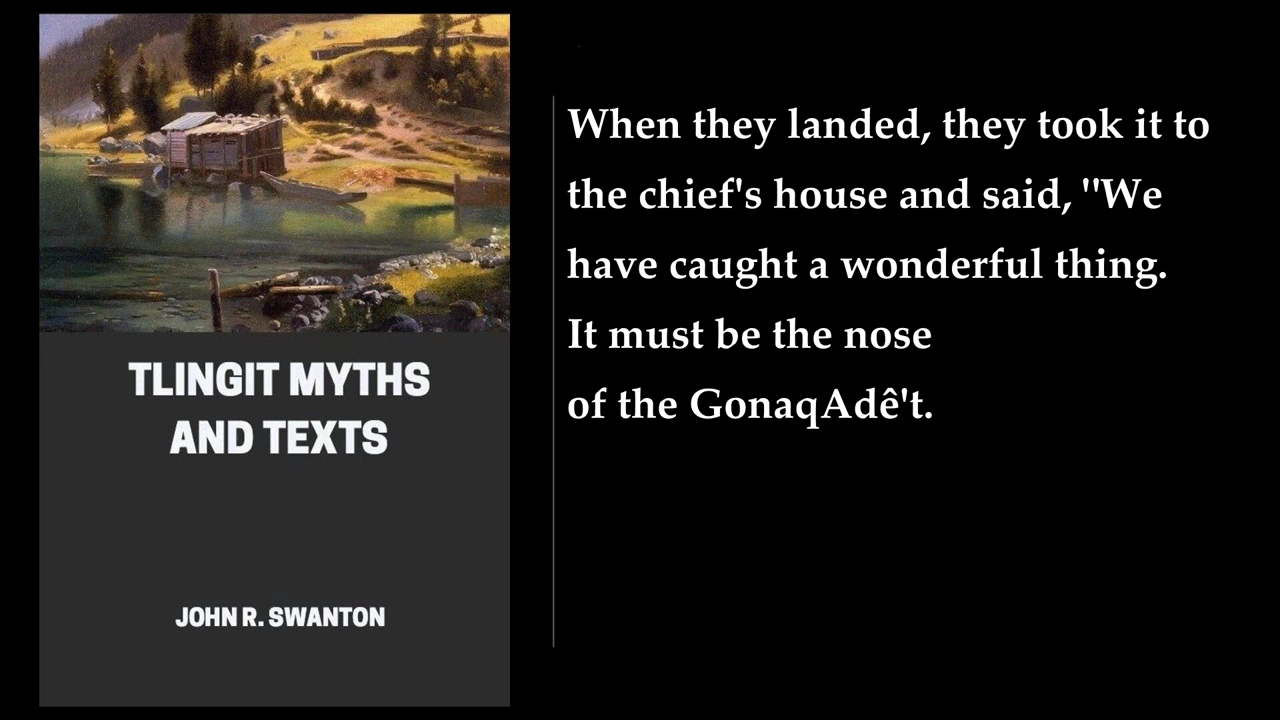 TLINGIT MYTHS
AND TEXTS
JOHN R. SWANTON
When they landed, they took it to
the chief's house and said, "We
have caught a wonderful thing.
It must be the nose
of the GonaqAdê't.